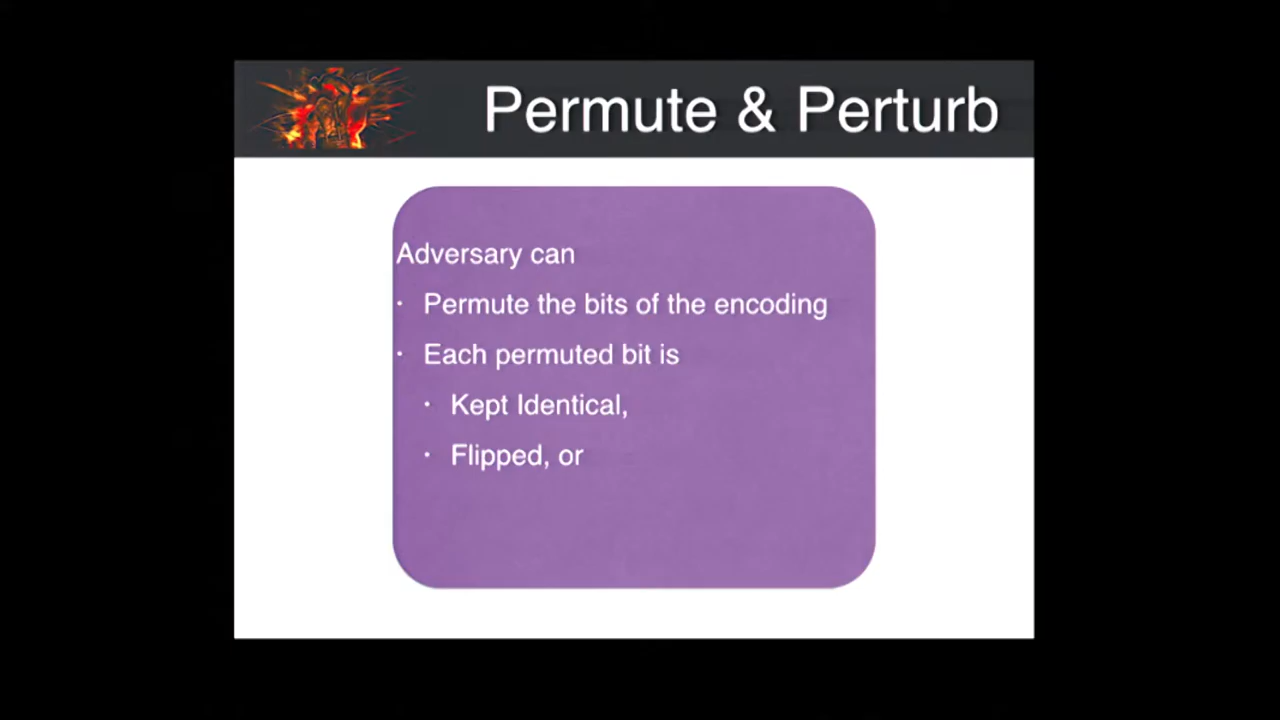 Permute & Perturb
Adversary can
· Permute the bits of the encoding
· Each permuted bit is
· Kept Identical,
· Flipped, or